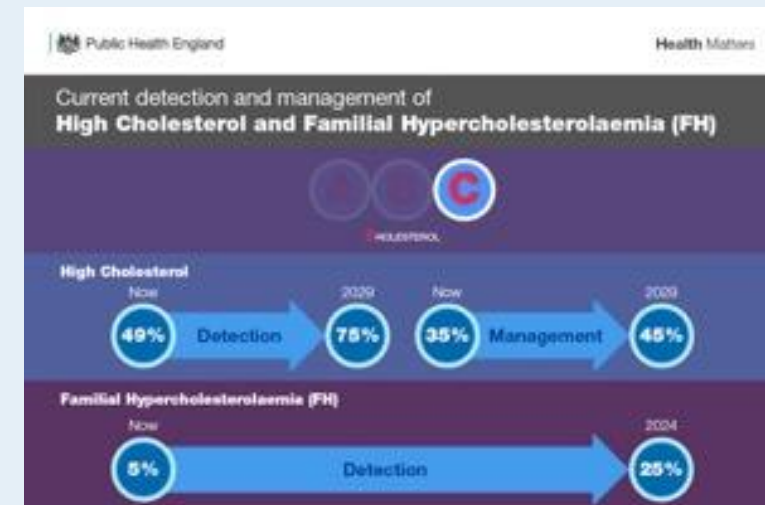 Public Health England
Health Matters
Current detection and management of
High Cholesterol and Familial Hypercholesterolaemia (FH)
A B C
CHOLESTEROL
High Cholesterol
Now 2029 Now 2029
49% Detection 75% 35% Management 45%
Familial Hypercholesterolaemia (FH)
Now 2024
5% Detection 25%